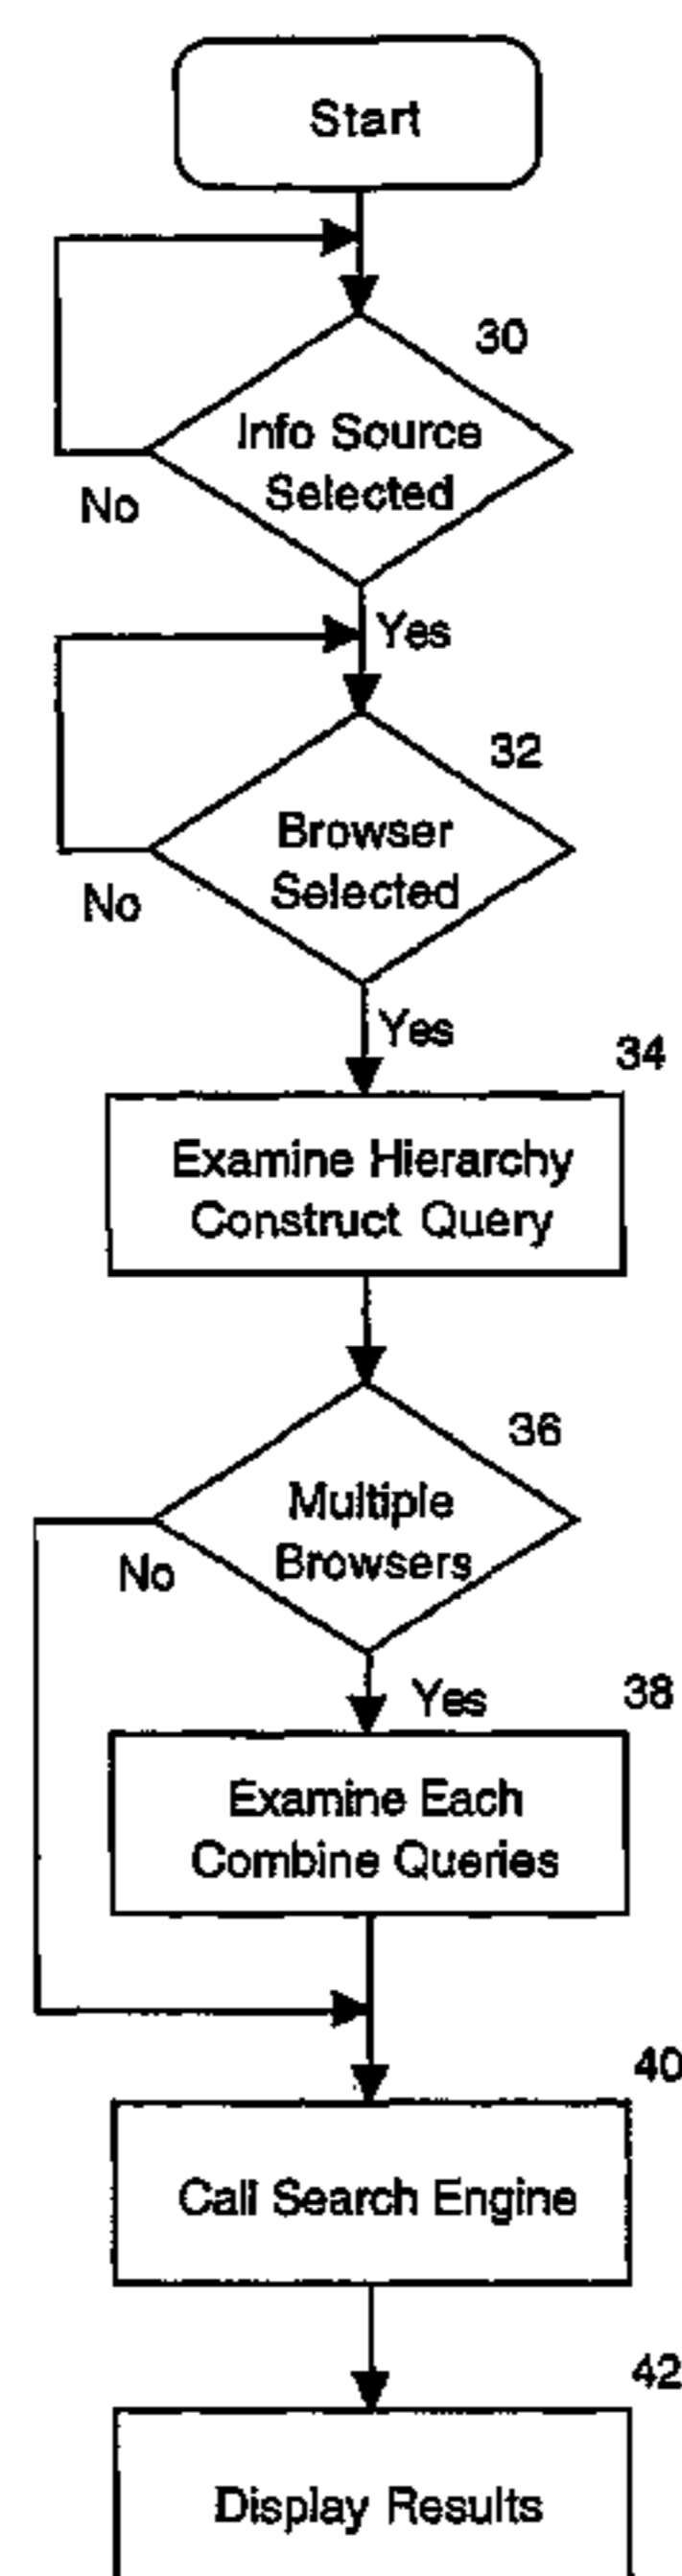 Start
30
Info Source
Selected
No
Yes
32
Browser
Selected
No
Yes
34
Examine Hierarchy
Construct Query
36
Multiple
Browsers
No
Yes
38
Examine Each
Combine Queries
40
Call Search Engine
42
Display Results